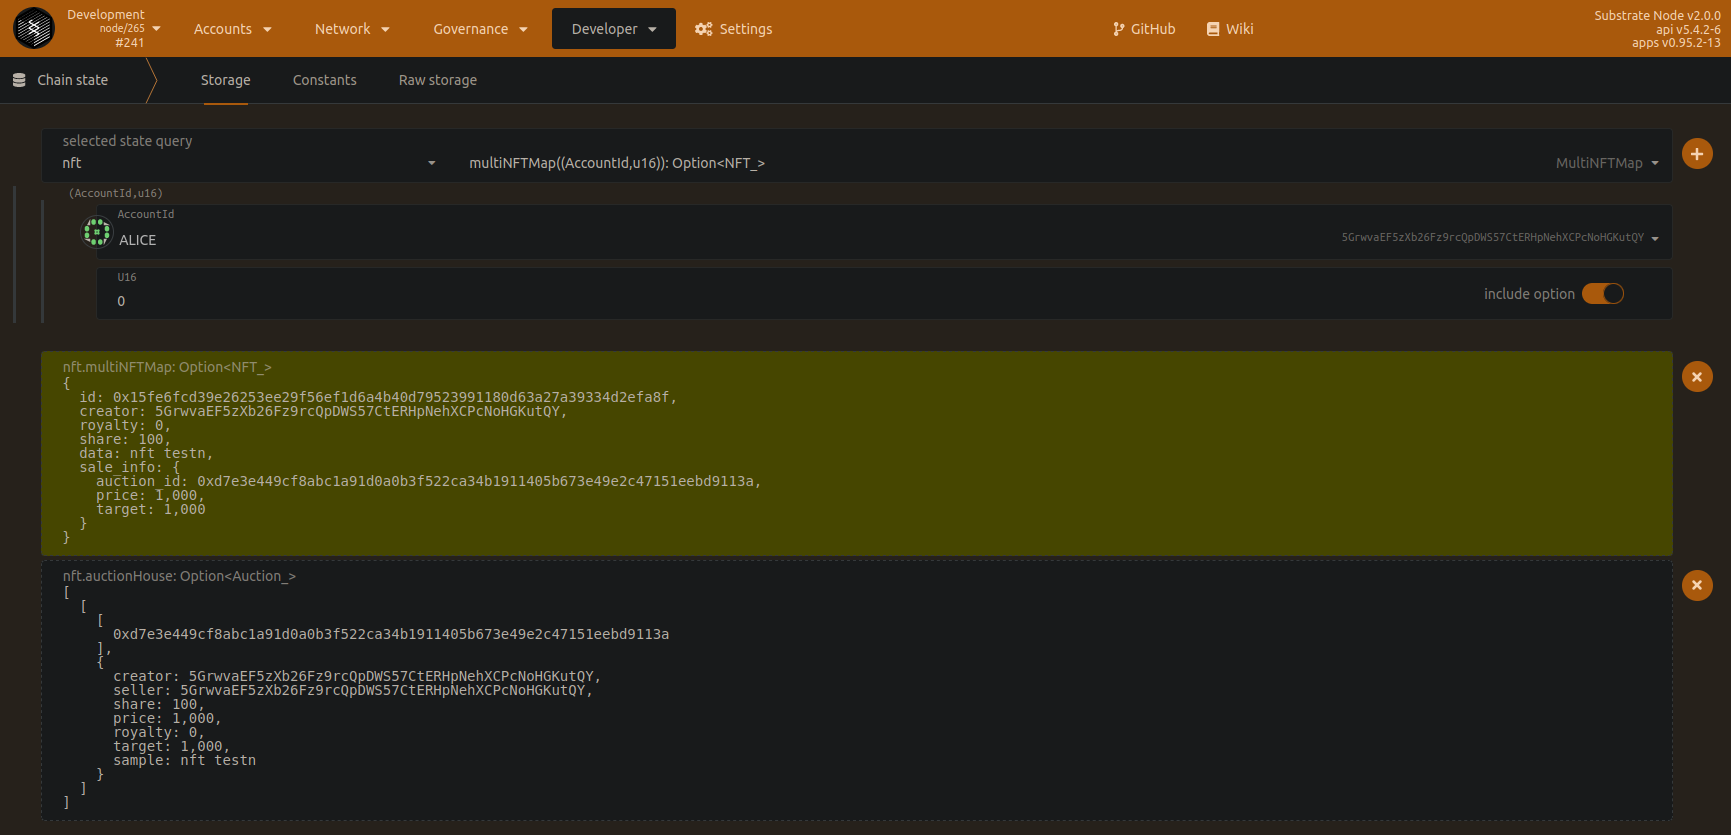 Development
node/265
#241
Accounts
Network
Governance
Developer
Settings
GitHub
Wiki
Substrate Node v2.0.0
api v5.4.2-6
apps v0.95.2-13
Chain state
Storage
Constants
Raw storage
selected state query
nft
multiNFTMap((AccountId,u16)): Option<NFT_>
MultiNFTMap
(AccountId,u16)
AccountId
ALICE
5GrwvaEF5zXb26Fz9rcQpDWS57CtERHpNehXCPcNoHGKutQY
U16
0
include option
nft.multiNFTMap: Option<NFT_>
{
id: 0x15fe6fcd39e26253ee29f56ef1d6a4b40d79523991180d63a27a39334d2efa8f,
creator: 5GrwvaEF5zXb26Fz9rcQpDWS57CtERHpNehXCPcNoHGKutQY,
royalty: 0,
share: 100,
data: nft testn,
sale_info: {
auction_id: 0xd7e3e449cf8abc1a91d0a0b3f522ca34b1911405b673e49e2c47151eebd9113a,
price: 1,000,
target: 1,000
}
}
nft.auctionHouse: Option<Auction_>
[
[
[
0xd7e3e449cf8abc1a91d0a0b3f522ca34b1911405b673e49e2c47151eebd9113a
],
{
creator: 5GrwvaEF5zXb26Fz9rcQpDWS57CtERHpNehXCPcNoHGKutQY,
seller: 5GrwvaEF5zXb26Fz9rcQpDWS57CtERHpNehXCPcNoHGKutQY,
share: 100,
price: 1,000,
royalty: 0,
target: 1,000,
sample: nft testn
}
]
]